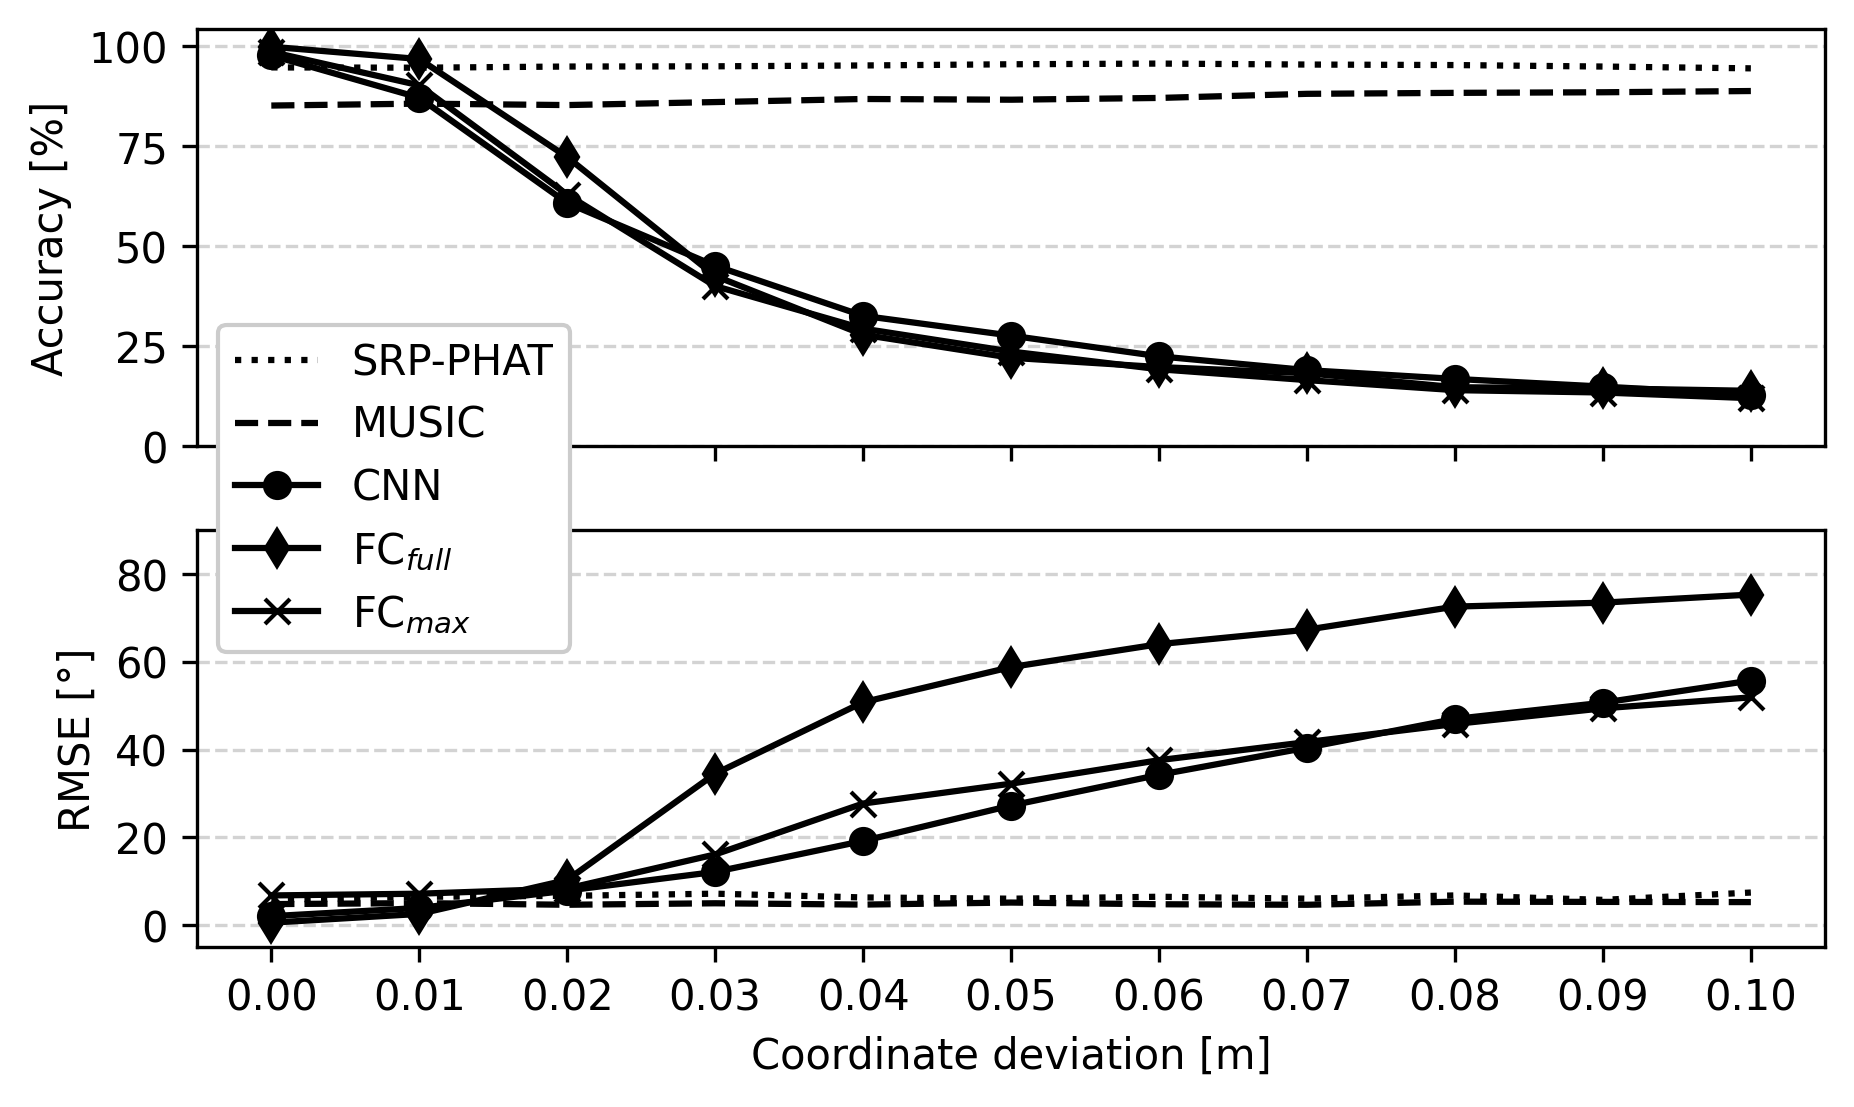 Accuracy [%]
100
75
50
25
0
SRP-PHAT
MUSIC
CNN
FC_full
FC_max
RMSE [°]
80
60
40
20
0
0.00 0.01 0.02 0.03 0.04 0.05 0.06 0.07 0.08 0.09 0.10
Coordinate deviation [m]